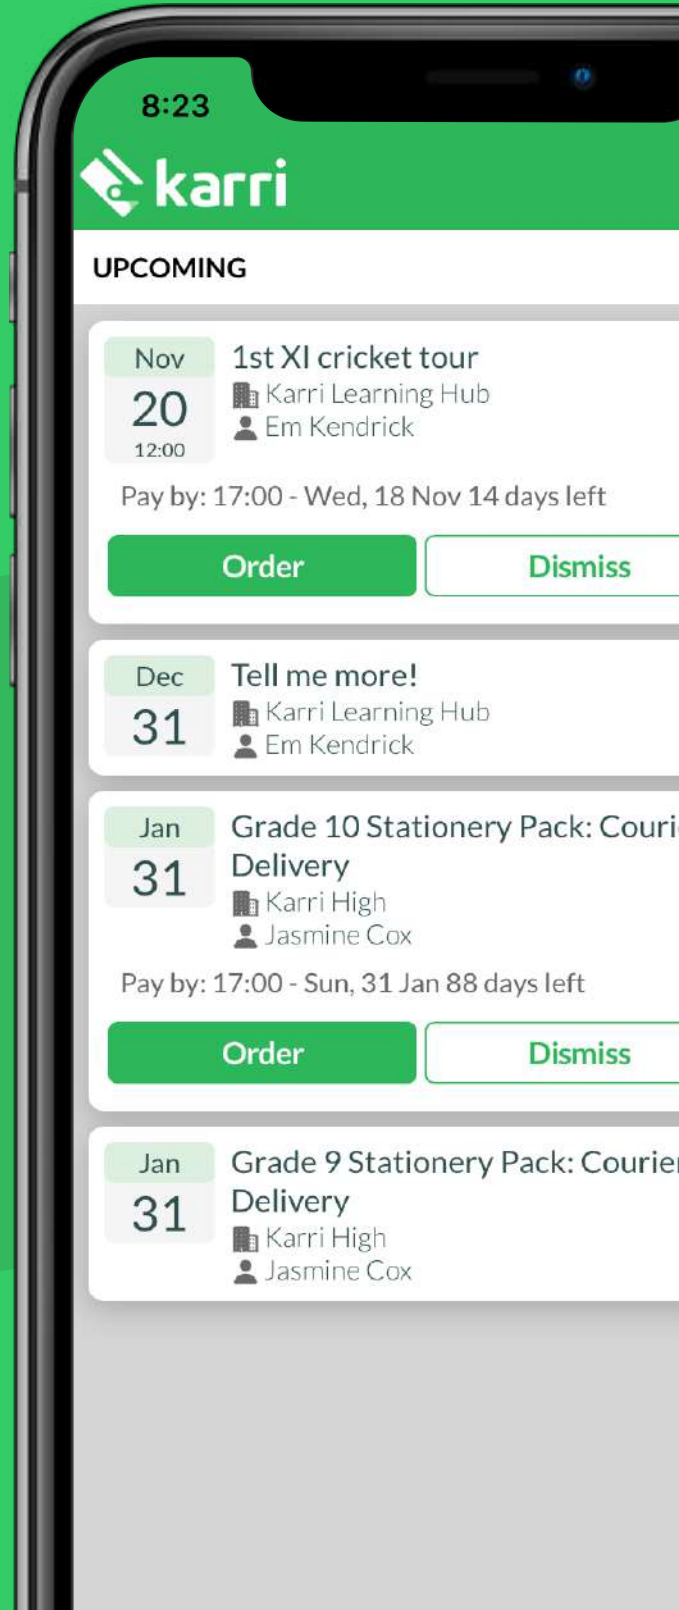 8:23
karri
UPCOMING
Nov
20
12:00
1st XI cricket tour
Karri Learning Hub
Em Kendrick
Pay by: 17:00 - Wed, 18 Nov 14 days left
Order
Dismiss
Dec
31
Tell me more!
Karri Learning Hub
Em Kendrick
Jan
31
Grade 10 Stationery Pack:
Delivery
Karri High
Jasmine Cox
Pay by: 17:00 - Sun, 31 Jan 88 days left
Order
Dismiss
Jan
31
Grade 9 Stationery Pack: Courier
Delivery
Karri High
Jasmine Cox